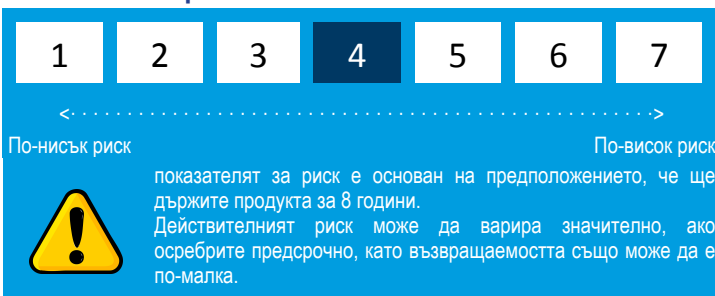 1 2 3 4 5 6 7
<· · · · · · · · · · · · · · · · · · · · · · · · · · · · · · · · · · · · · · · · · · · · · · · · · · · ·>
По-нисък риск По-висок риск
показателят за риск е основан на предположението, че ще
държите продукта за 8 години.
Действителният риск може да варира значително, ако
осребрите предсрочно, като възвращаемостта също може да е
по-малка.